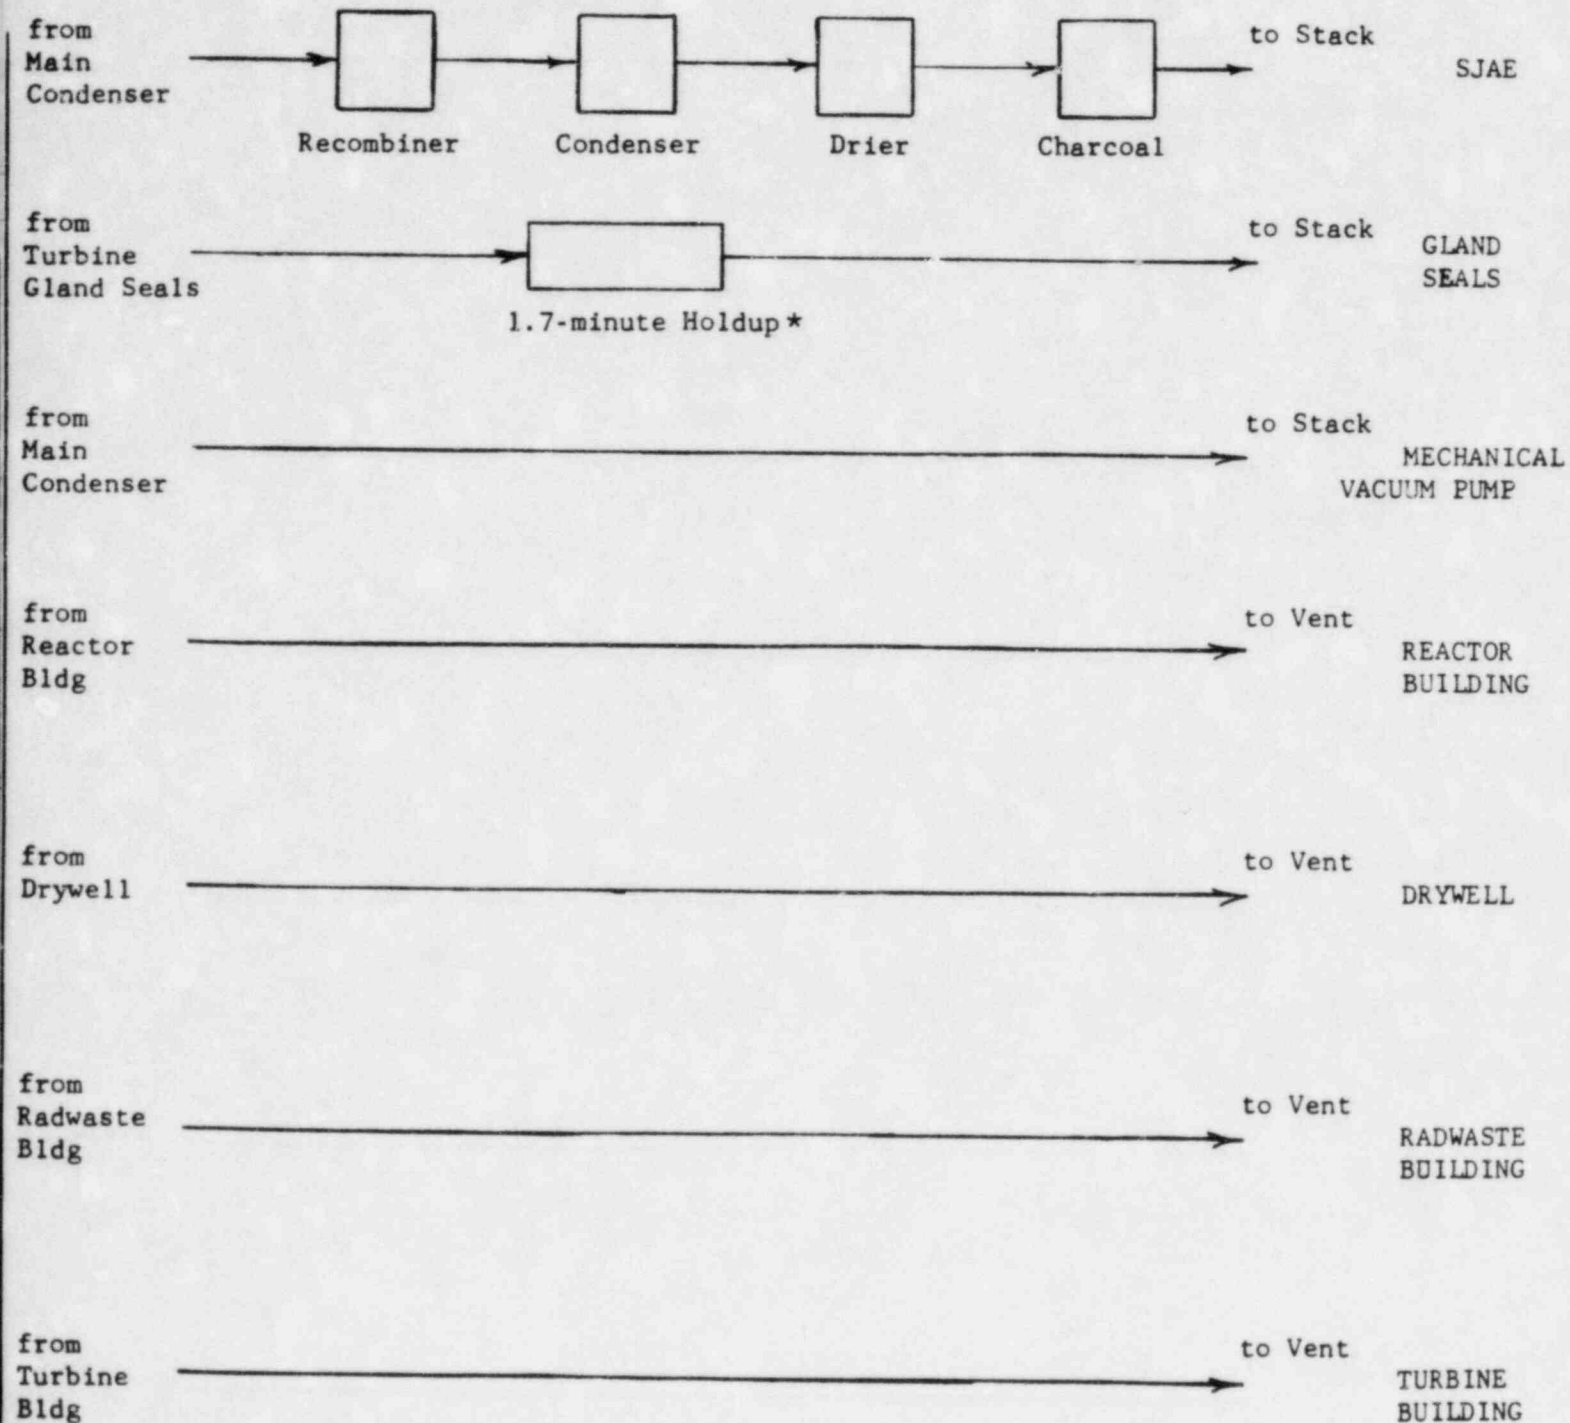 from
Main
Condenser
to Stack
SJAE
Recombiner
Condenser
Drier
Charcoal
from
Turbine
Gland Seals
to Stack
GLAND
SEALS
1.7-minute Holdup*
from
Main
Condenser
to Stack
MECHANICAL
VACUUM PUMP
from
Reactor
Bldg
to Vent
REACTOR
BUILDING
from
Drywell
to Vent
DRYWELL
from
Radwaste
Bldg
to Vent
RADWASTE
BUILDING
from
Turbine
Bldg
to Vent
TURBINE
BUILDING